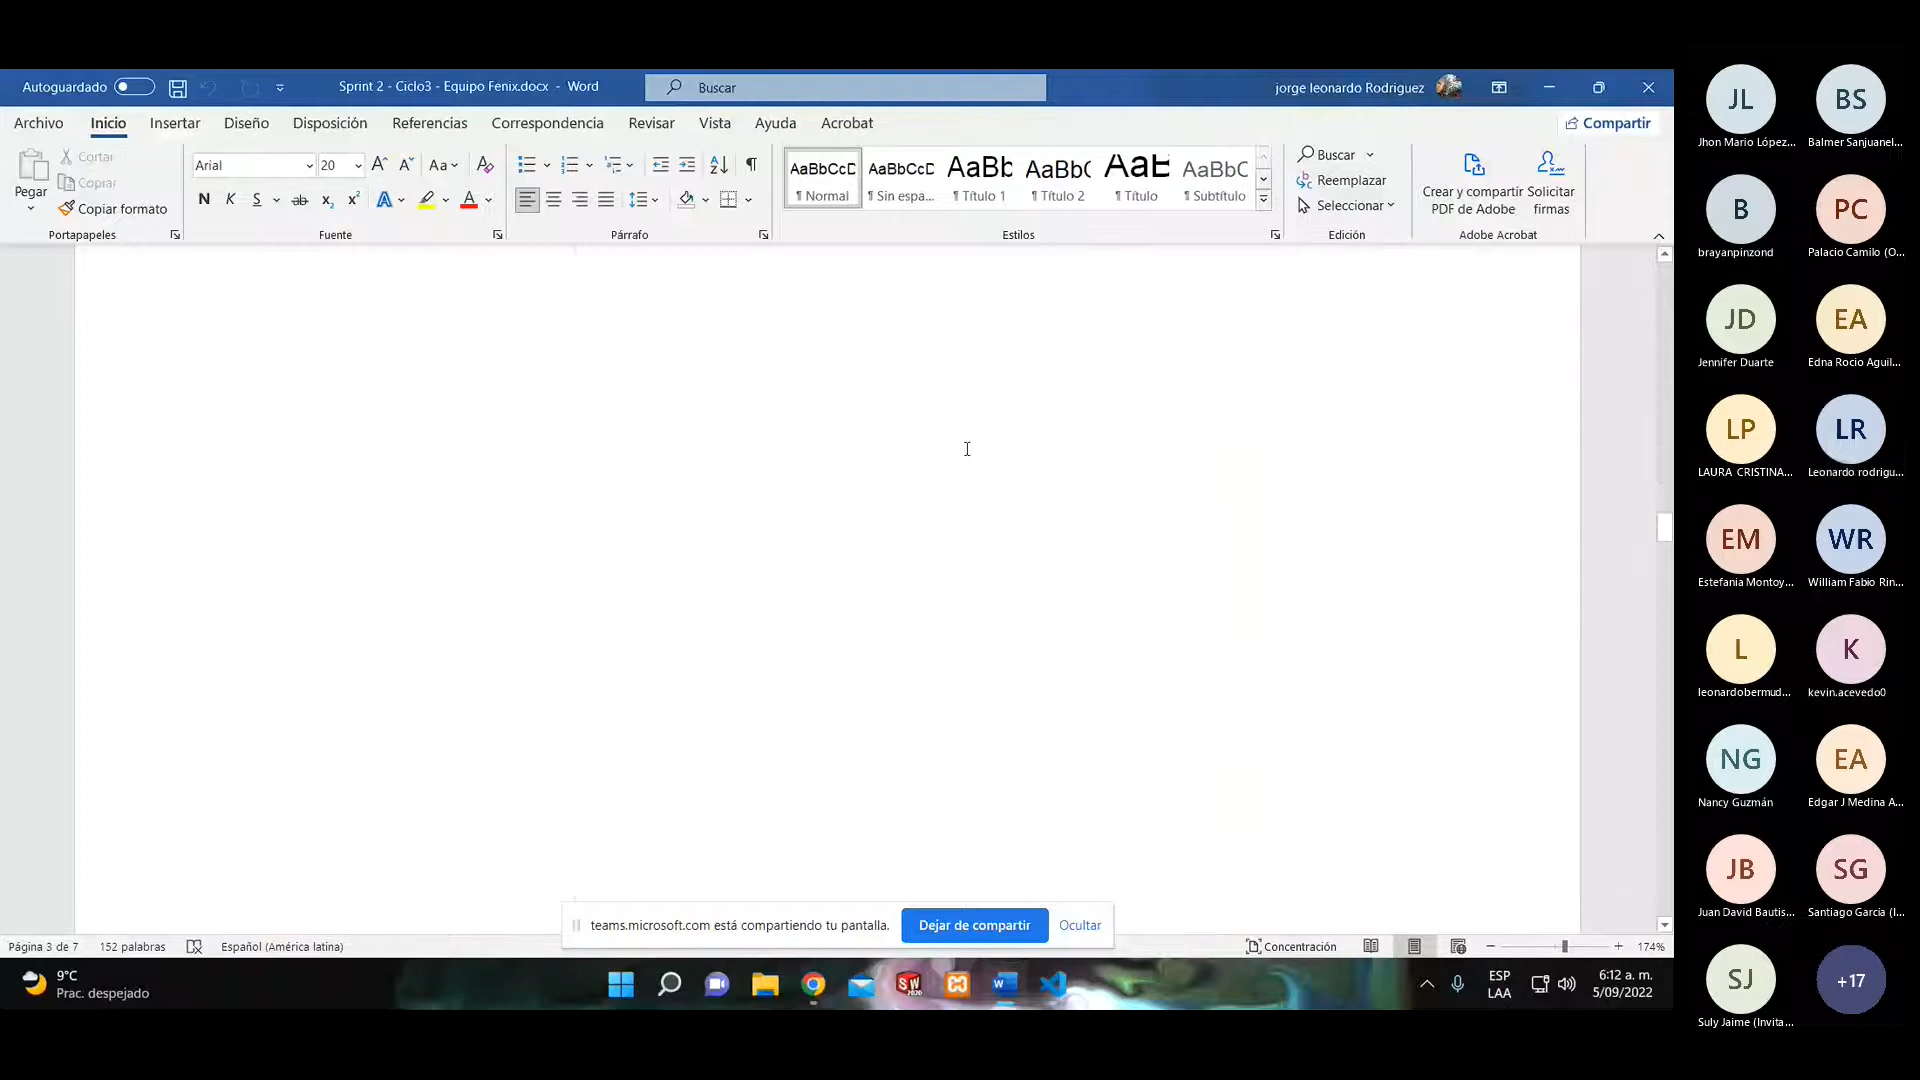 Autoguardado
Sprint 2 - Ciclo3 - Equipo Fenix.docx - Word
Buscar
jorge leonardo Rodriguez
Archivo Inicio Insertar Diseño Disposición Referencias Correspondencia Revisar Vista Ayuda Acrobat
Compartir
Pegar
Cortar
Copiar
Copiar formato
Portapapeles
Arial 20
Aa
N K S ab x₂ x² A A
Fuente
Párrafo
AaBbCcD AaBbCcD AaBb AaBbC AaB AaBbC
¶ Normal ¶ Sin espa... ¶ Título 1 ¶ Título 2 ¶ Título ¶ Subtítulo
Estilos
Buscar
Reemplazar
Seleccionar
Edición
Crear y compartir PDF de Adobe
Solicitar firmas
Adobe Acrobat
teams.microsoft.com está compartiendo tu pantalla.
Dejar de compartir
Ocultar
Página 3 de 7 152 palabras Español (América latina)
Concentración
174%
9°C
Prac. despejado
SW
2020
ESP
LAA
6:12 a. m.
5/09/2022
JL
Jhon Mario López...
BS
Balmer Sanjuanel...
B
brayanpinzond
PC
Palacio Camilo (O...
JD
Jennifer Duarte
EA
Edna Rocio Aguil...
LP
LAURA CRISTINA...
LR
Leonardo rodrigu...
EM
Estefania Montoy...
WR
William Fabio Rin...
L
leonardobermud...
K
kevin.acevedo0
NG
Nancy Guzmán
EA
Edgar J Medina A...
JB
Juan David Bautis...
SG
Santiago Garcia (I...
SJ
Suly Jaime (Invita...
+17